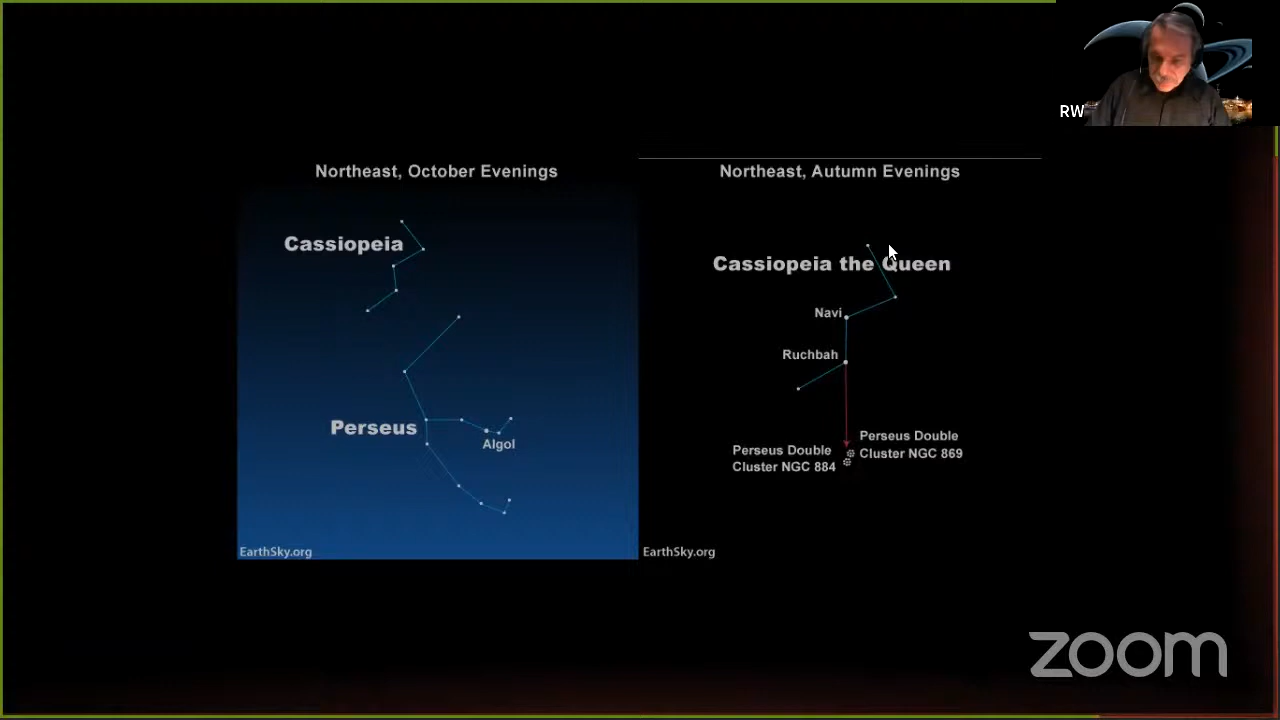 RW
Northeast, October Evenings
Cassiopeia
Perseus
Algol
EarthSky.org
Northeast, Autumn Evenings
Cassiopeia the Queen
Navi
Ruchbah
Perseus Double
Cluster NGC 884
Perseus Double
Cluster NGC 869
EarthSky.org
zoom